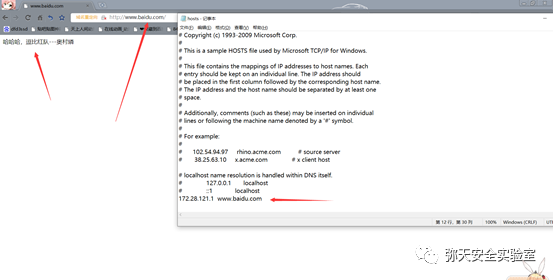 www.baidu.com
http://www.baidu.com/
哈哈哈，逗比红队···奥村燐
hosts - 记事本
文件(F) 编辑(E) 格式(O) 查看(V) 帮助(H)
# Copyright (c) 1993-2009 Microsoft Corp.
#
# This is a sample HOSTS file used by Microsoft TCP/IP for Windows.
#
# This file contains the mappings of IP addresses to host names. Each
# entry should be kept on an individual line. The IP address should
# be placed in the first column followed by the corresponding host name.
# The IP address and the host name should be separated by at least one
# space.
#
# Additionally, comments (such as these) may be inserted on individual
# lines or following the machine name denoted by a '#' symbol.
#
# For example:
#
# 102.54.94.97 rhino.acme.com # source server
# 38.25.63.10 x.acme.com # x client host

# localhost name resolution is handled within DNS itself.
# 127.0.0.1 localhost
# ::1 localhost
172.28.121.1 www.baidu.com
第 12 行，第 30 列 100% Windows (CRLF) UTF
弥天安全实验室